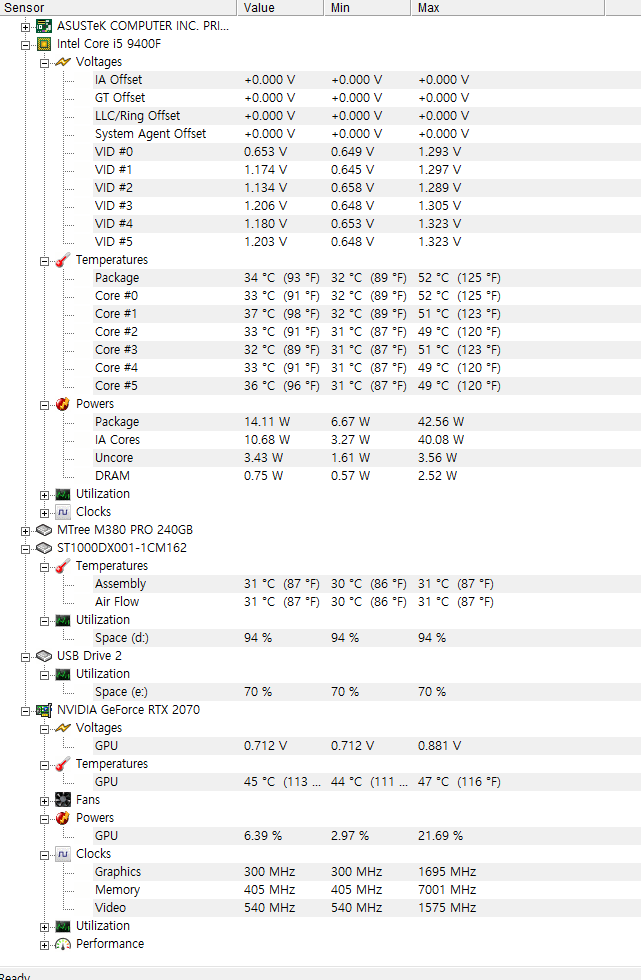 Sensor Value Min Max
ASUSTeK COMPUTER INC. PRI...
Intel Core i5 9400F
Voltages
IA Offset +0.000 V +0.000 V +0.000 V
GT Offset +0.000 V +0.000 V +0.000 V
LLC/Ring Offset +0.000 V +0.000 V +0.000 V
System Agent Offset +0.000 V +0.000 V +0.000 V
VID #0 0.653 V 0.649 V 1.293 V
VID #1 1.174 V 0.645 V 1.297 V
VID #2 1.134 V 0.658 V 1.289 V
VID #3 1.206 V 0.648 V 1.305 V
VID #4 1.180 V 0.653 V 1.323 V
VID #5 1.203 V 0.648 V 1.323 V
Temperatures
Package 34 °C (93 °F) 32 °C (89 °F) 52 °C (125 °F)
Core #0 33 °C (91 °F) 32 °C (89 °F) 52 °C (125 °F)
Core #1 37 °C (98 °F) 32 °C (89 °F) 51 °C (123 °F)
Core #2 33 °C (91 °F) 31 °C (87 °F) 49 °C (120 °F)
Core #3 32 °C (89 °F) 31 °C (87 °F) 51 °C (123 °F)
Core #4 33 °C (91 °F) 31 °C (87 °F) 49 °C (120 °F)
Core #5 36 °C (96 °F) 31 °C (87 °F) 49 °C (120 °F)
Powers
Package 14.11 W 6.67 W 42.56 W
IA Cores 10.68 W 3.27 W 40.08 W
Uncore 3.43 W 1.61 W 3.56 W
DRAM 0.75 W 0.57 W 2.52 W
Utilization
Clocks
MTree M380 PRO 240GB
ST1000DX001-1CM162
Temperatures
Assembly 31 °C (87 °F) 30 °C (86 °F) 31 °C (87 °F)
Air Flow 31 °C (87 °F) 30 °C (86 °F) 31 °C (87 °F)
Utilization
Space (d:) 94 % 94 % 94 %
USB Drive 2
Utilization
Space (e:) 70 % 70 % 70 %
NVIDIA GeForce RTX 2070
Voltages
GPU 0.712 V 0.712 V 0.881 V
Temperatures
GPU 45 °C (113 ... 44 °C (111 ... 47 °C (116 °F)
Fans
Powers
GPU 6.39 % 2.97 % 21.69 %
Clocks
Graphics 300 MHz 300 MHz 1695 MHz
Memory 405 MHz 405 MHz 7001 MHz
Video 540 MHz 540 MHz 1575 MHz
Utilization
Performance
Ready